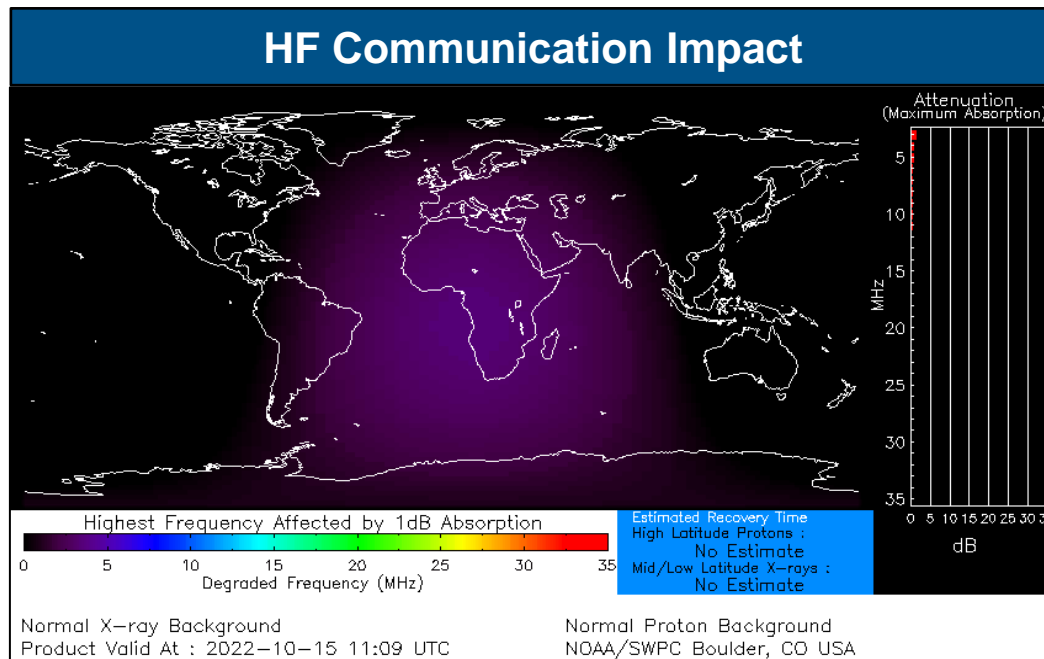 HF Communication Impact
Attenuation
(Maximum Absorption)
5
10
15
20
25
30
35
MHz
0 5 10 15 20 25 30 3
dB
Highest Frequency Affected by 1dB Absorption
0 5 10 15 20 25 30 35
Degraded Frequency (MHz)
Estimated Recovery Time
High Latitude Protons :
No Estimate
Mid/Low Latitude X-rays :
No Estimate
Normal X-ray Background
Product Valid At : 2022-10-15 11:09 UTC
Normal Proton Background
NOAA/SWPC Boulder, CO USA